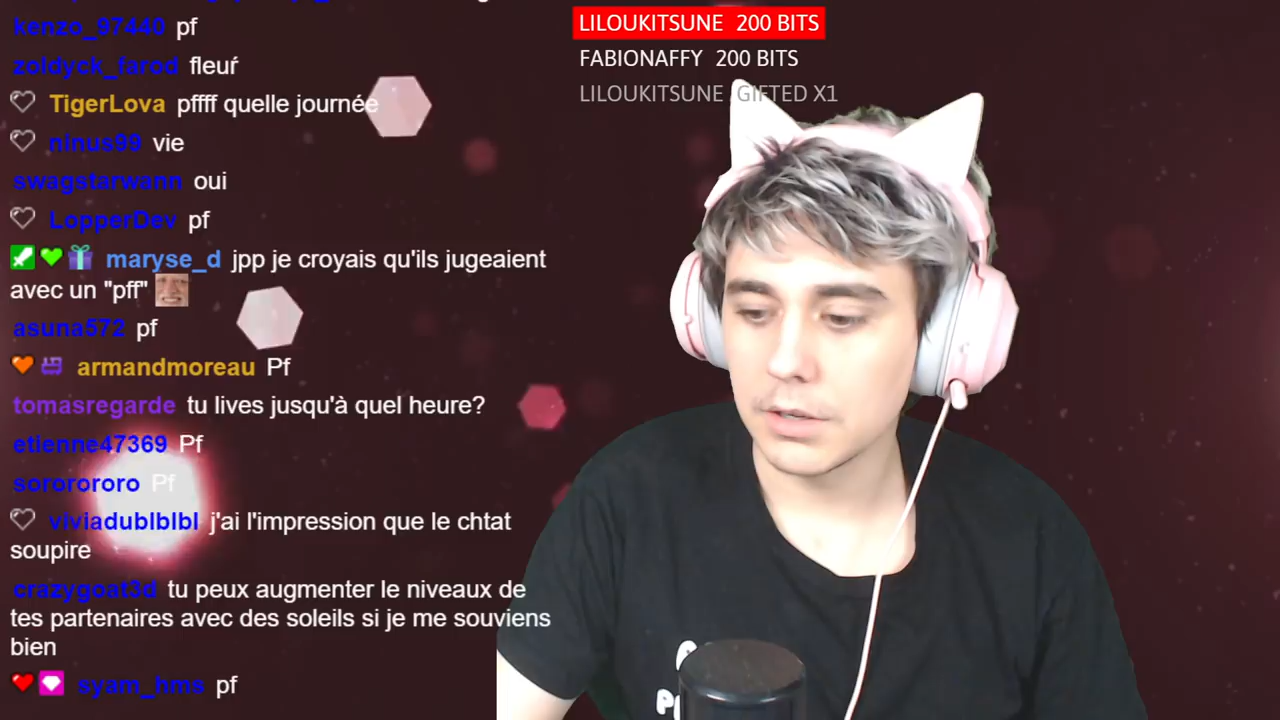 kenzo_97440 pf
zoldyck_farod fleuŕ
TigerLova pffff quelle journée
ninus99 vie
swagstarwann oui
LopperDev pf
maryse_d jpp je croyais qu'ils jugeaient
avec un "pff"
asuna572 pf
armandmoreau Pf
tomasregarde tu lives jusqu'à quel heure?
etienne47369 Pf
sororororo Pf
viviadublblbl j'ai l'impression que le chtat
soupire
crazygoat3d tu peux augmenter le niveaux de
tes partenaires avec des soleils si je me souviens
bien
syam_hms pf
LILOUKITSUNE 200 BITS
FABIONAFFY 200 BITS
LILOUKITSUNE GIFTED X1